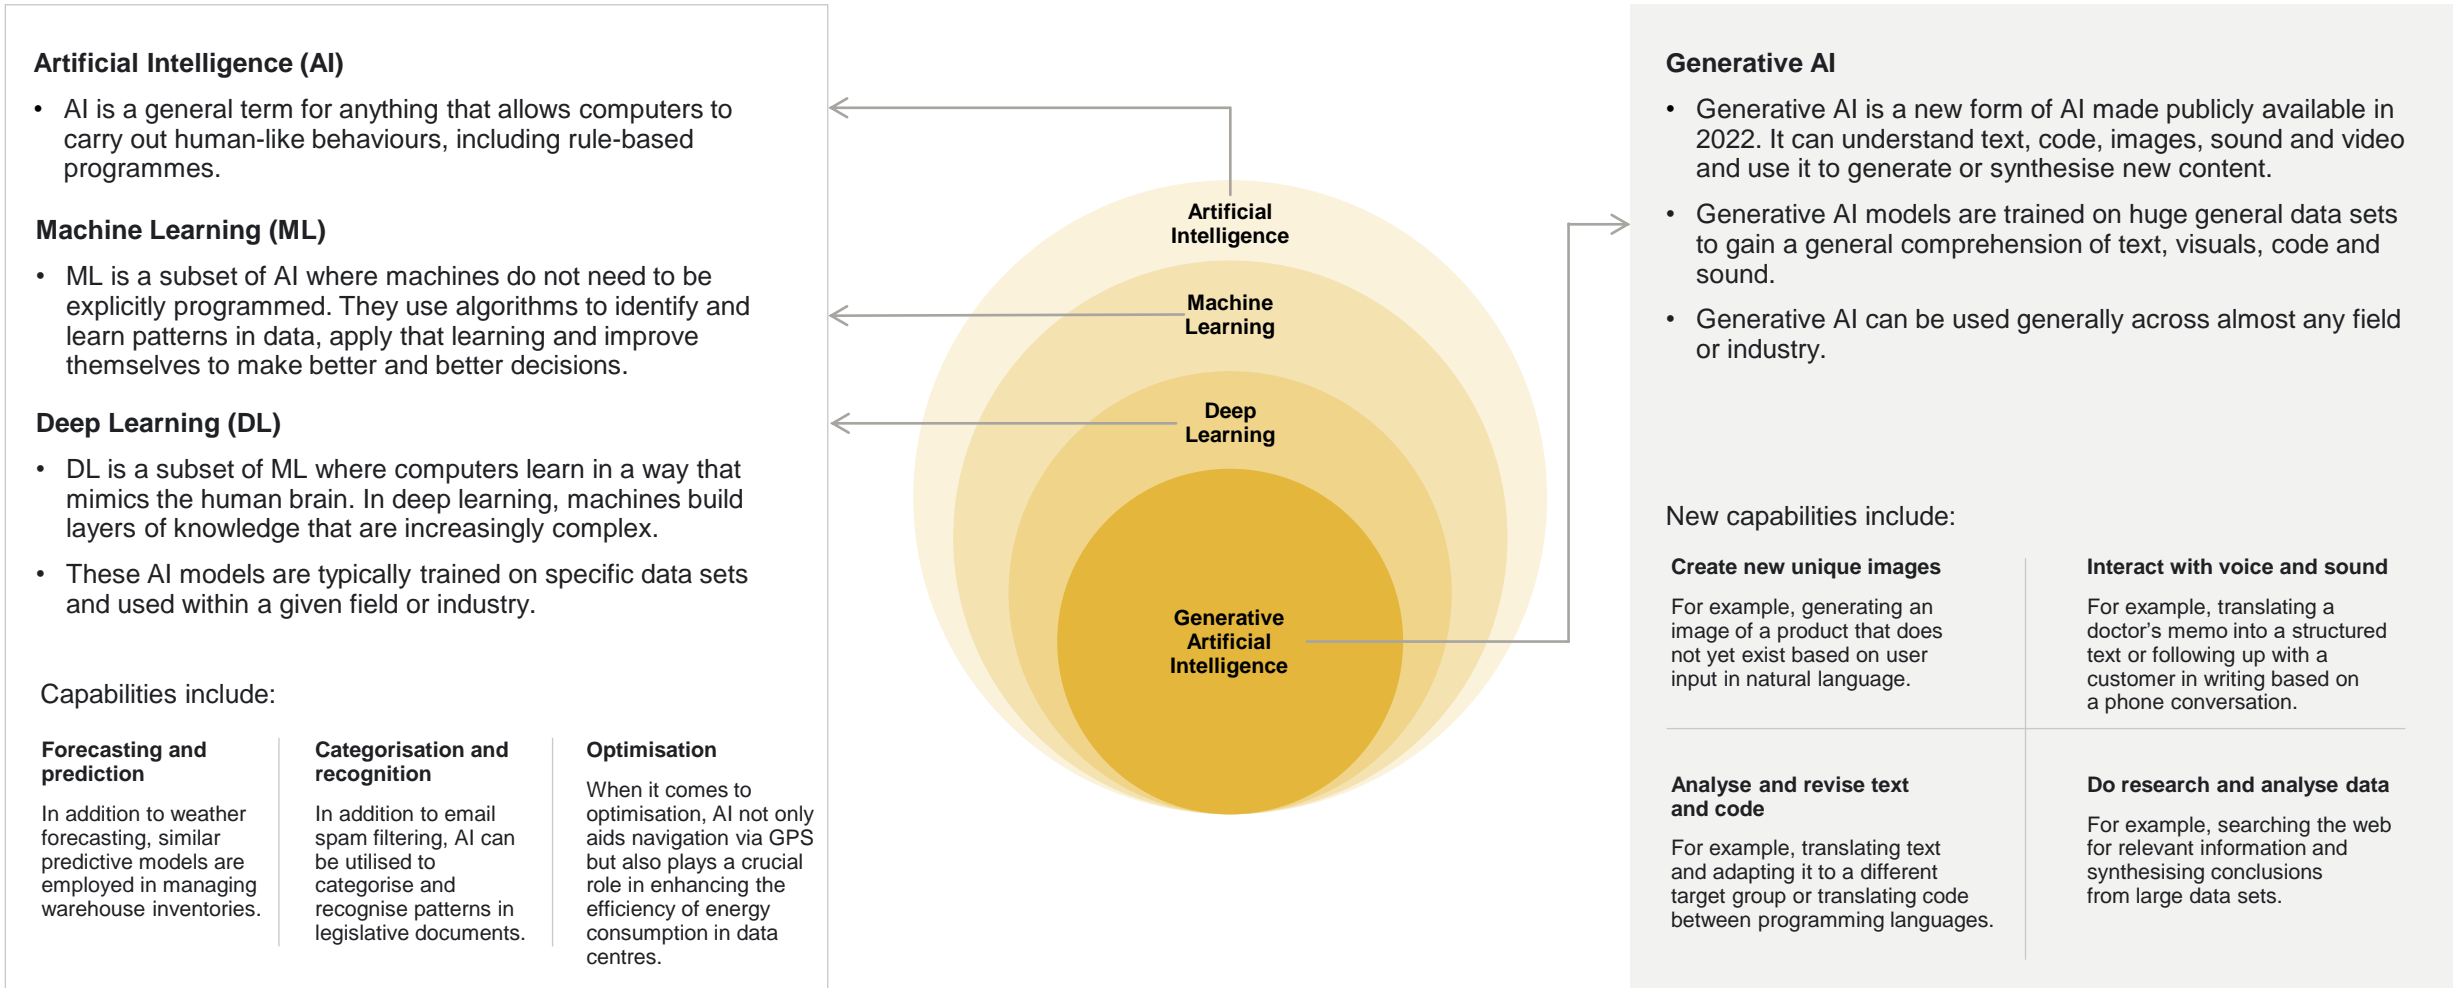 Artificial Intelligence (AI)
• AI is a general term for anything that allows computers to
carry out human-like behaviours, including rule-based
programmes.
Machine Learning (ML)
• ML is a subset of AI where machines do not need to be
explicitly programmed. They use algorithms to identify and
learn patterns in data, apply that learning and improve
themselves to make better and better decisions.
Deep Learning (DL)
• DL is a subset of ML where computers learn in a way that
mimics the human brain. In deep learning, machines build
layers of knowledge that are increasingly complex.
• These AI models are typically trained on specific data sets
and used within a given field or industry.
Capabilities include:
Forecasting and
prediction
In addition to weather
forecasting, similar
predictive models are
employed in managing
warehouse inventories.
Categorisation and
recognition
In addition to email
spam filtering, AI can
be utilised to
categorise and
recognise patterns in
legislative documents.
Optimisation
When it comes to
optimisation, AI not only
aids navigation via GPS
but also plays a crucial
role in enhancing the
efficiency of energy
consumption in data
centres.
Artificial
Intelligence
Machine
Learning
Deep
Learning
Generative
Artificial
Intelligence
Generative AI
• Generative AI is a new form of AI made publicly available in
2022. It can understand text, code, images, sound and video
and use it to generate or synthesise new content.
• Generative AI models are trained on huge general data sets
to gain a general comprehension of text, visuals, code and
sound.
• Generative AI can be used generally across almost any field
or industry.
New capabilities include:
Create new unique images
For example, generating an
image of a product that does
not yet exist based on user
input in natural language.
Interact with voice and sound
For example, translating a
doctor’s memo into a structured
text or following up with a
customer in writing based on
a phone conversation.
Analyse and revise text
and code
For example, translating text
and adapting it to a different
target group or translating code
between programming languages.
Do research and analyse data
For example, searching the web
for relevant information and
synthesising conclusions
from large data sets.